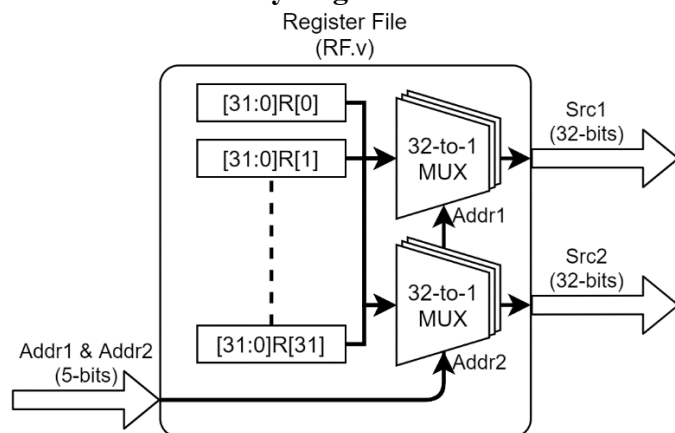 Register File
(RF.v)
[31:0]R[0]
[31:0]R[1]
[31:0]R[31]
32-to-1
MUX
Addr1
32-to-1
MUX
Addr2
Src1
(32-bits)
Src2
(32-bits)
Addr1 & Addr2
(5-bits)